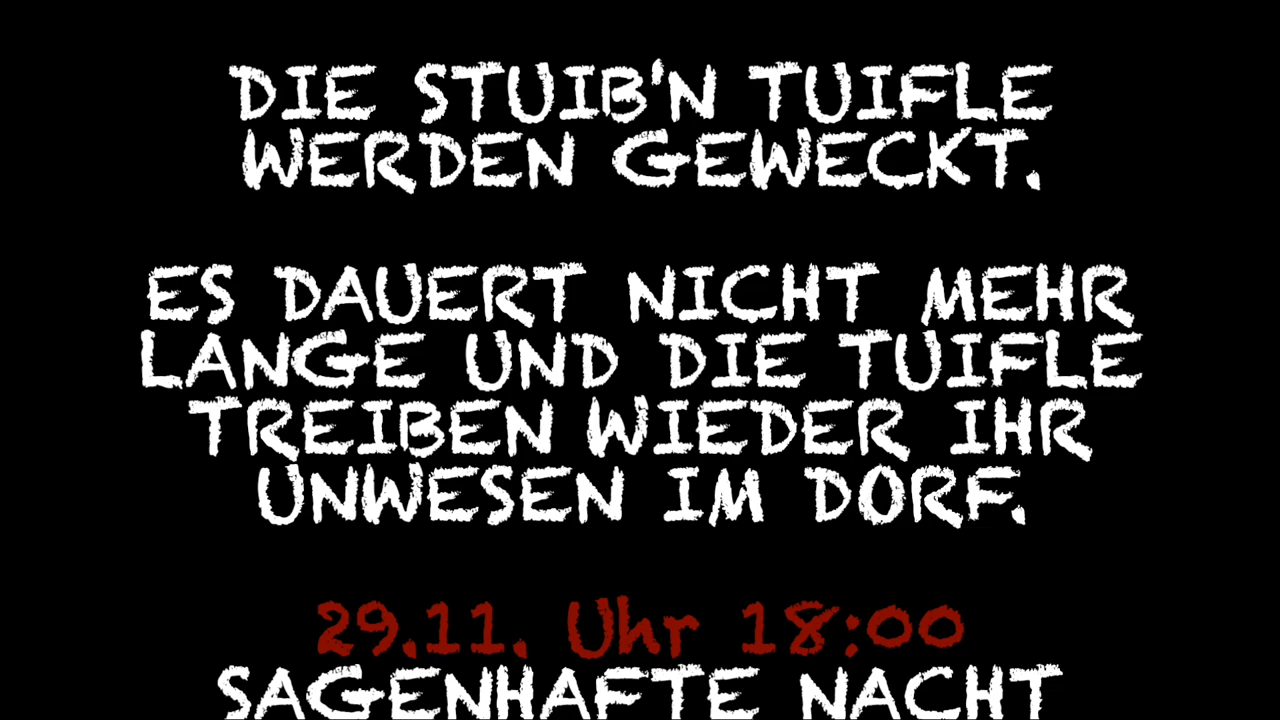 DIE STUIB'N TUIFLE
WERDEN GEWECKT.
ES DAUERT NICHT MEHR
LANGE UND DIE TUIFLE
TREIBEN WIEDER IHR
UNWESEN IM DORF.
29.11. Uhr 18:00
SAGENHAFTE NACHT